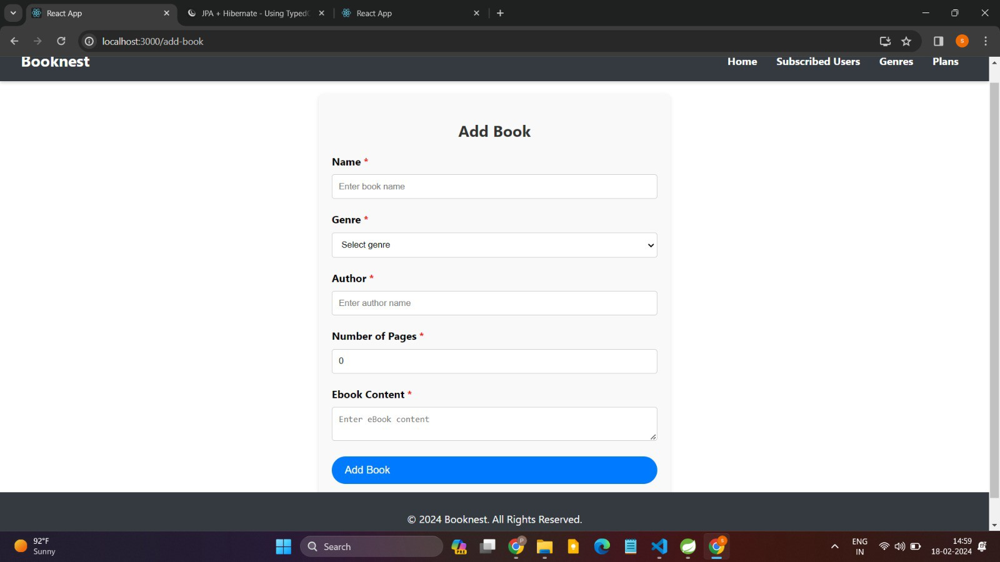 React App
JPA + Hibernate - Using Typed
React App
localhost:3000/add-book
S
Booknest
Home Subscribed Users Genres Plans
Add Book
Name *
Enter book name
Genre *
Select genre
Author *
Enter author name
Number of Pages *
0
Ebook Content *
Enter eBook content
Add Book
© 2024 Booknest. All Rights Reserved.
92°F
Sunny
Search
PRE
P
S
ENG
IN
14:59
18-02-2024